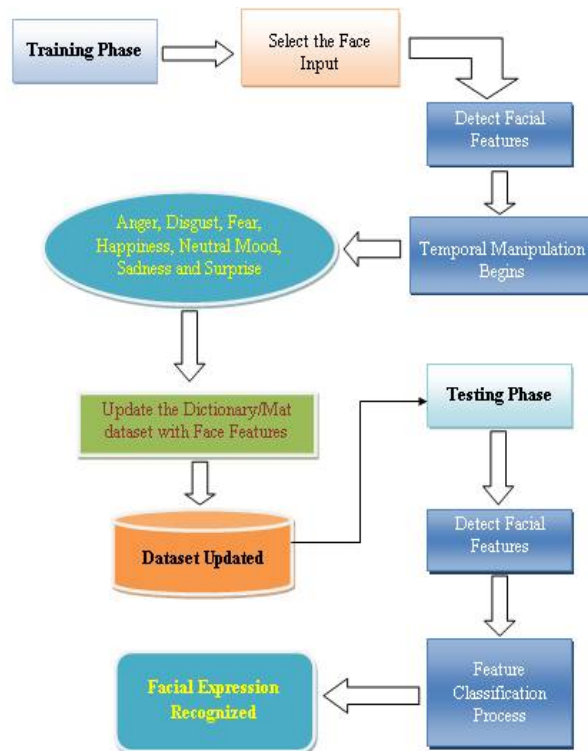 Training Phase
Select the Face
Input
Detect Facial
Features
Temporal Manipulation
Begins
Anger, Disgust, Fear,
Happiness, Neutral Mood,
Sadness and Surprise
Update the Dictionary/Mat
dataset with Face Features
Dataset Updated
Testing Phase
Detect Facial
Features
Feature
Classification
Process
Facial Expression
Recognized